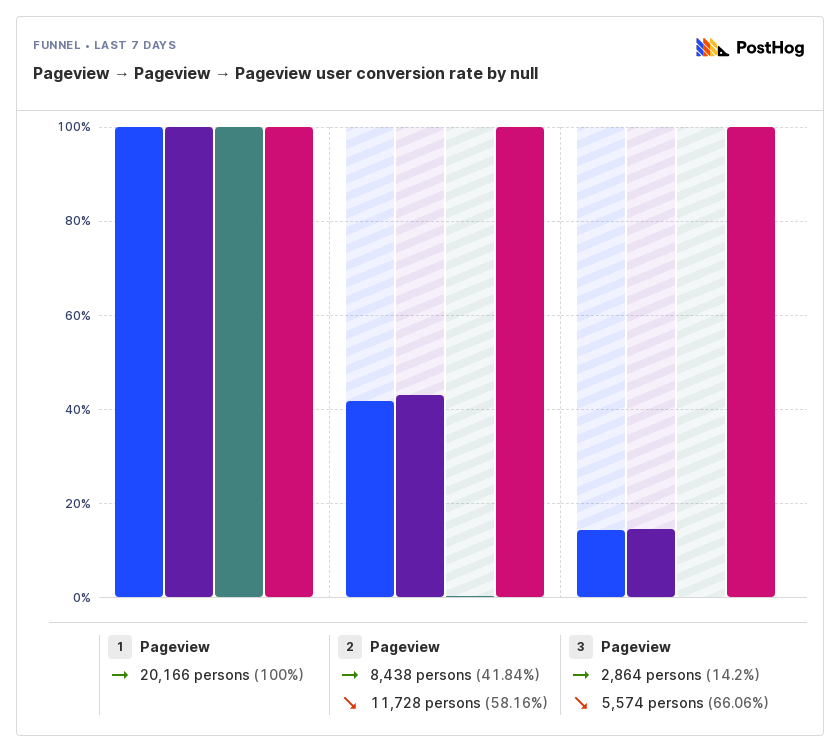 FUNNEL • LAST 7 DAYS
PostHog
Pageview → Pageview → Pageview user conversion rate by null
100%
80%
60%
40%
20%
0%
1 Pageview
→ 20,166 persons (100%)
2 Pageview
→ 8,438 persons (41.84%)
↘ 11,728 persons (58.16%)
3 Pageview
→ 2,864 persons (14.2%)
↘ 5,574 persons (66.06%)